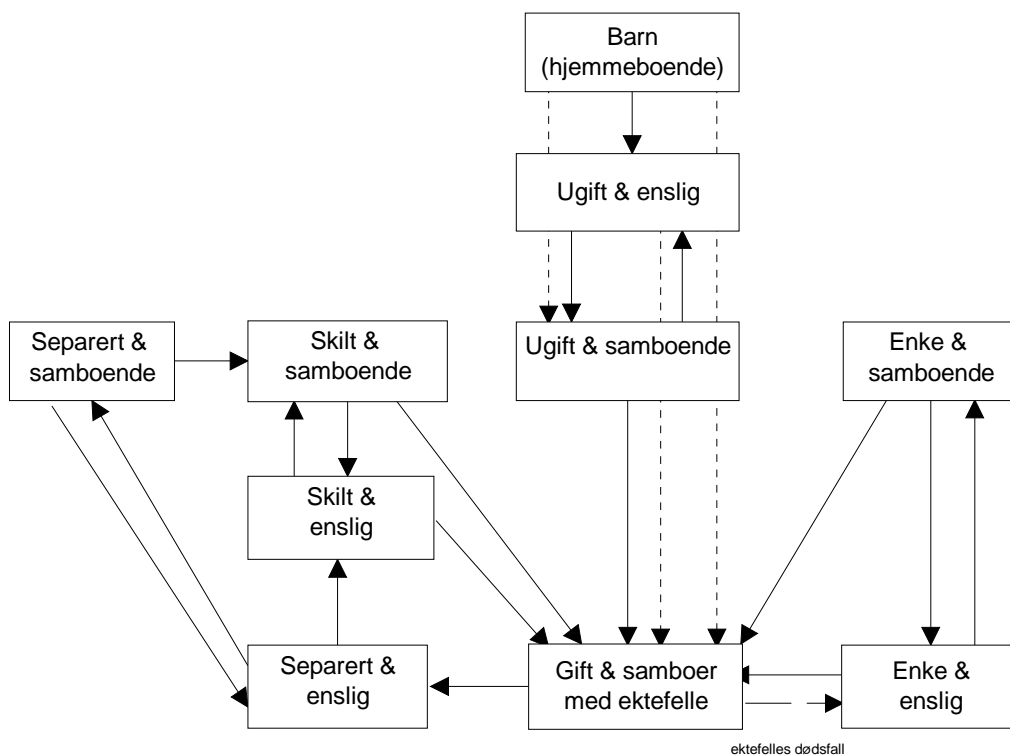 Barn
(hjemmeboende)
Ugift & enslig
Separert &
samboende
Skilt &
samboende
Ugift & samboende
Enke &
samboende
Skilt &
enslig
Separert &
enslig
Gift & samboer
med ektefelle
Enke &
enslig
ektefelles dødsfall